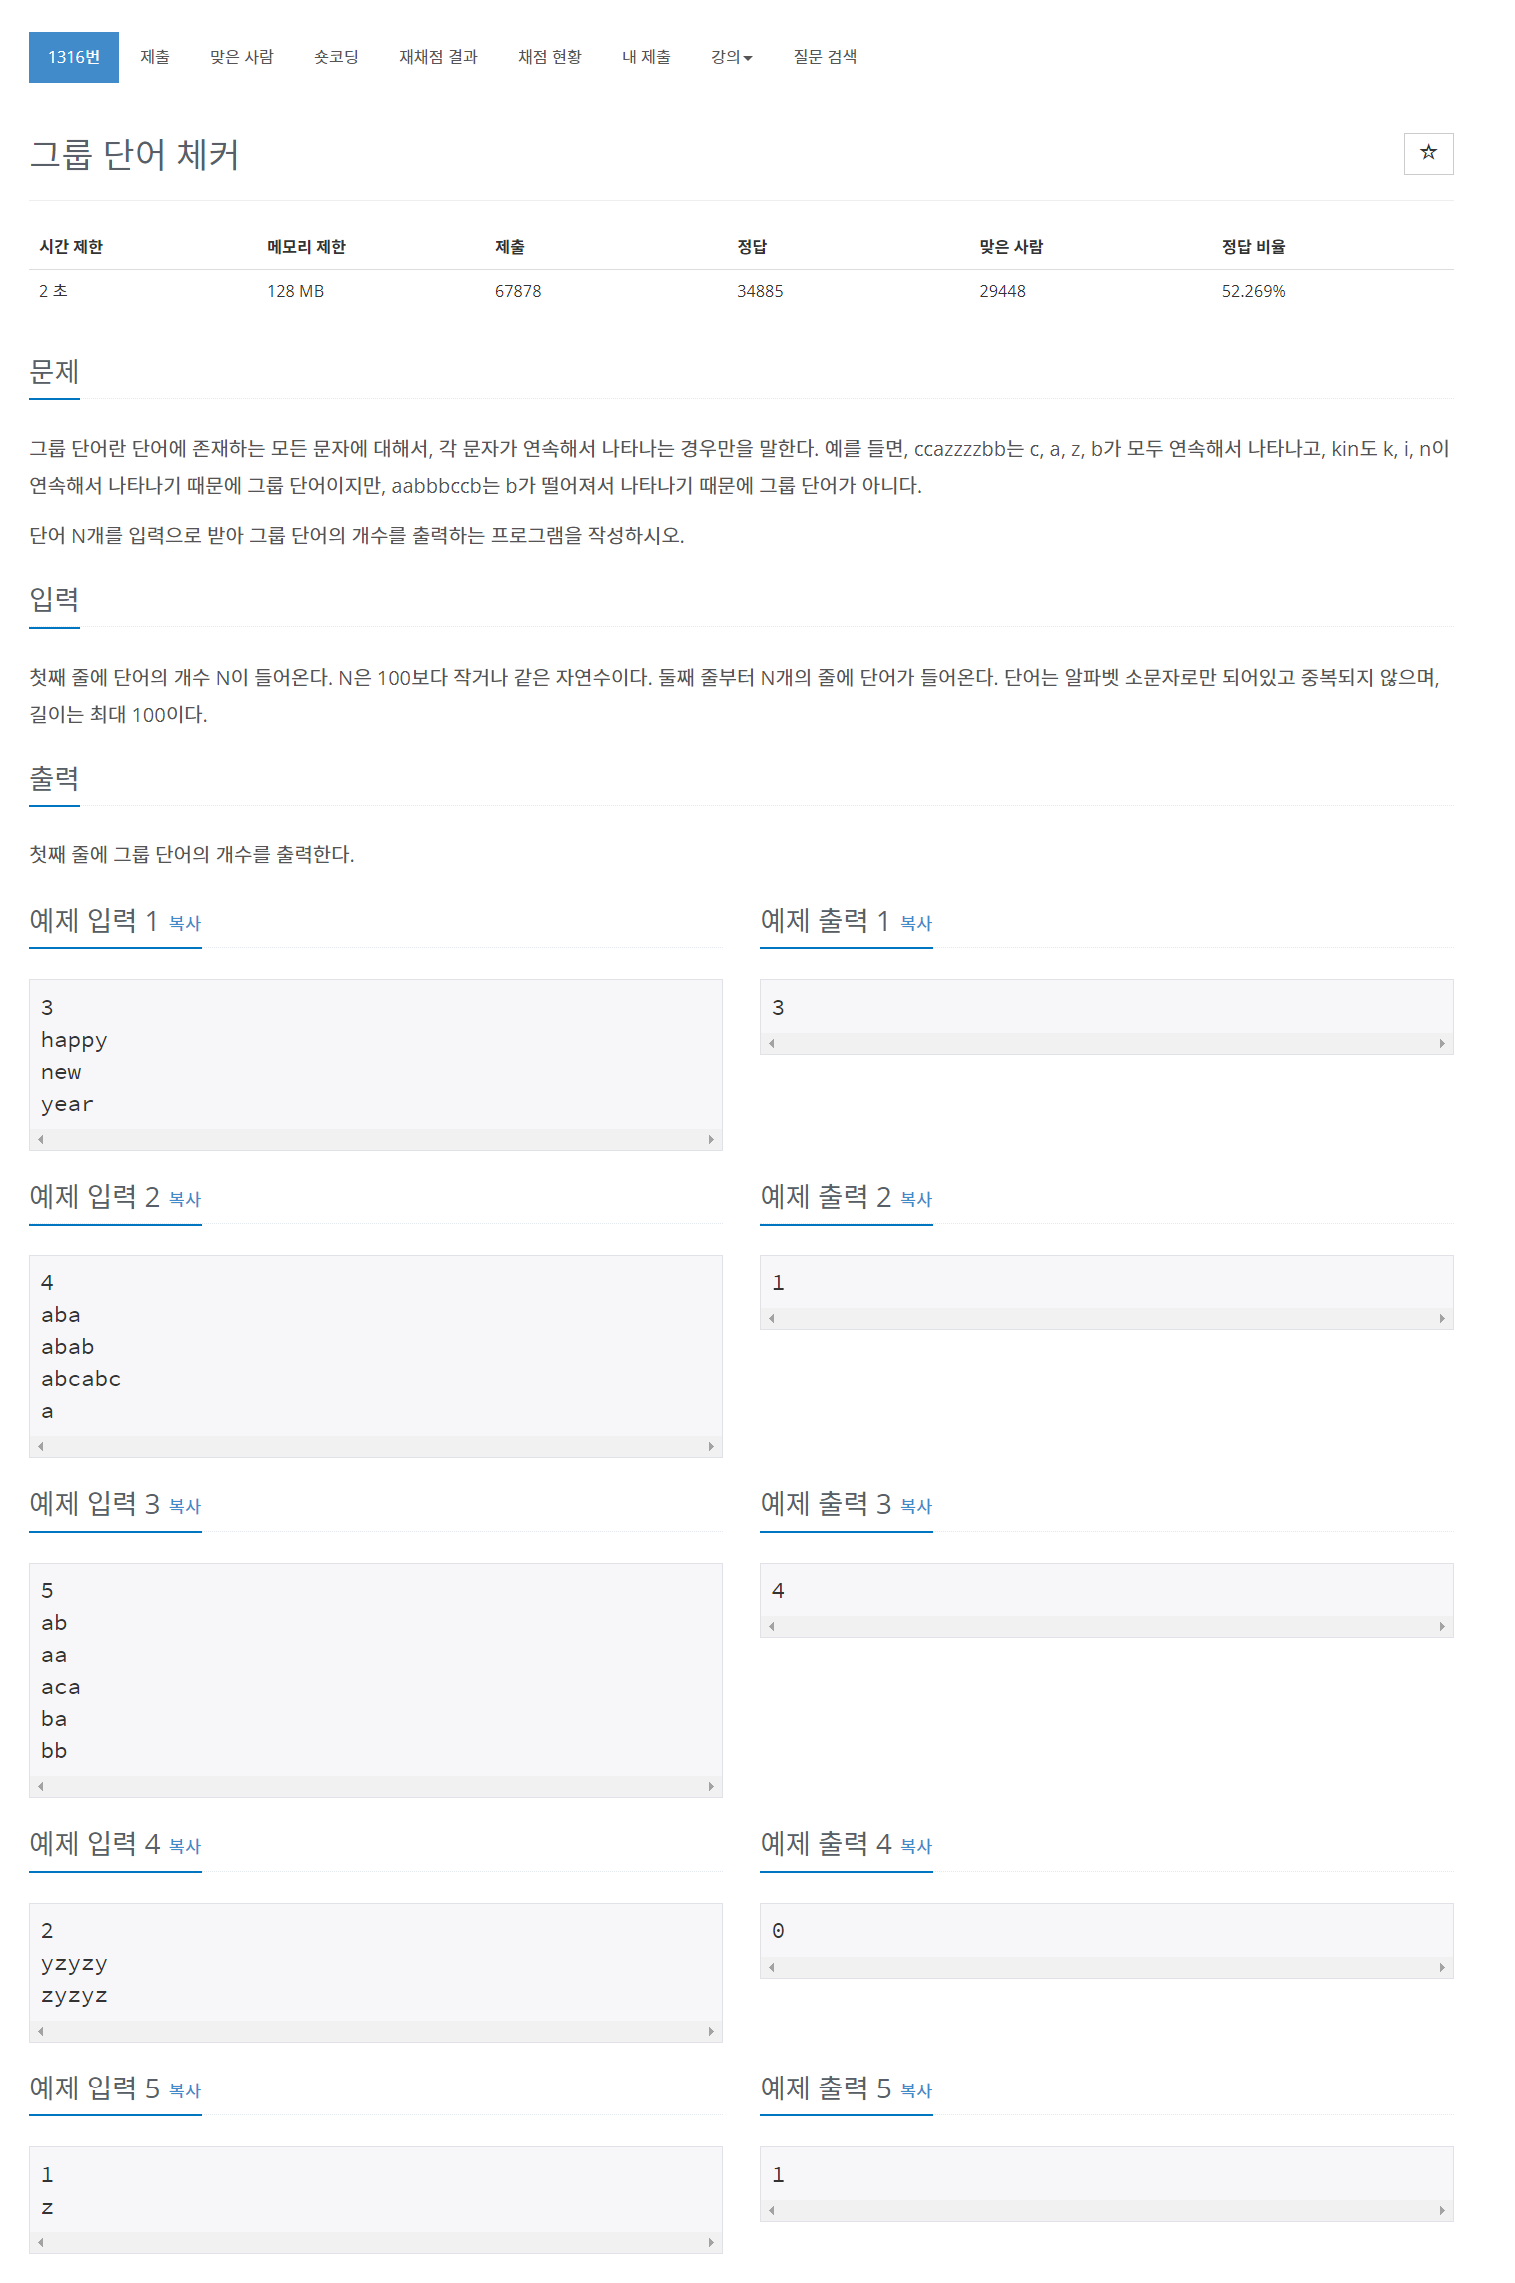 1316번 제출 맞은 사람 숏코딩 재채점 결과 채점 현황 내 제출 강의 질문 검색
그룹 단어 체커
시간 제한 메모리 제한 제출 정답 맞은 사람 정답 비율
2 초 128 MB 67878 34885 29448 52.269%
문제
그룹 단어란 단어에 존재하는 모든 문자에 대해서, 각 문자가 연속해서 나타나는 경우만을 말한다. 예를 들면, ccazzzzbb는 c, a, z, b가 모두 연속해서 나타나고, kin도 k, i, n이
연속해서 나타나기 때문에 그룹 단어이지만, aabbbccb는 b가 떨어져서 나타나기 때문에 그룹 단어가 아니다.
단어 N개를 입력으로 받아 그룹 단어의 개수를 출력하는 프로그램을 작성하시오.
입력
첫째 줄에 단어의 개수 N이 들어온다. N은 100보다 작거나 같은 자연수이다. 둘째 줄부터 N개의 줄에 단어가 들어온다. 단어는 알파벳 소문자로만 되어있고 중복되지 않으며,
길이는 최대 100이다.
출력
첫째 줄에 그룹 단어의 개수를 출력한다.
예제 입력 1 복사
3
happy
new
year
예제 출력 1 복사
3
예제 입력 2 복사
4
aba
abab
abcabc
a
예제 출력 2 복사
1
예제 입력 3 복사
5
ab
aa
aca
ba
bb
예제 출력 3 복사
4
예제 입력 4 복사
2
yzyzy
zyzyz
예제 출력 4 복사
0
예제 입력 5 복사
1
z
예제 출력 5 복사
1